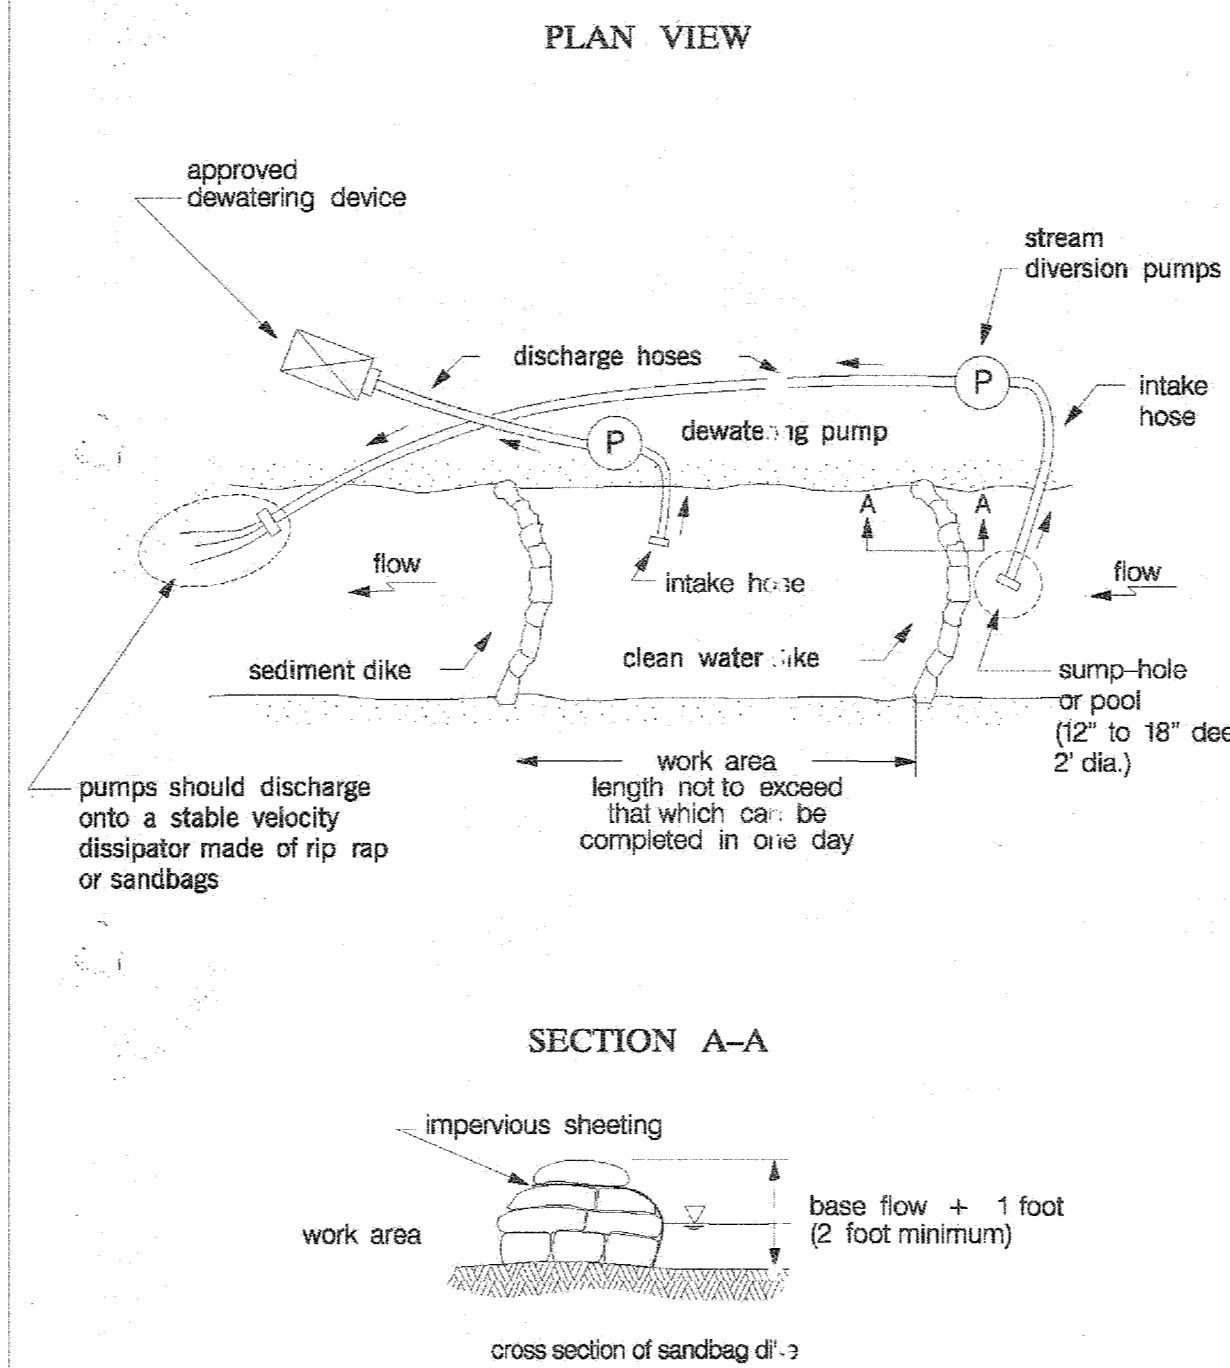 PLAN VIEW
approved
dewatering device
stream
diversion pumps
discharge hoses
P
intake
hose
P
dewatering pump
A A
flow
intake hose
flow
sediment dike
clean water dike
sump-hole
or pool
(12" to 18" dee
2' dia.)
work area
length not to exceed
that which can be
completed in one day
pumps should discharge
onto a stable velocity
dissipator made of rip rap
or sandbags
SECTION A–A
impervious sheeting
work area
base flow + 1 foot
(2 foot minimum)
cross section of sandbag dike